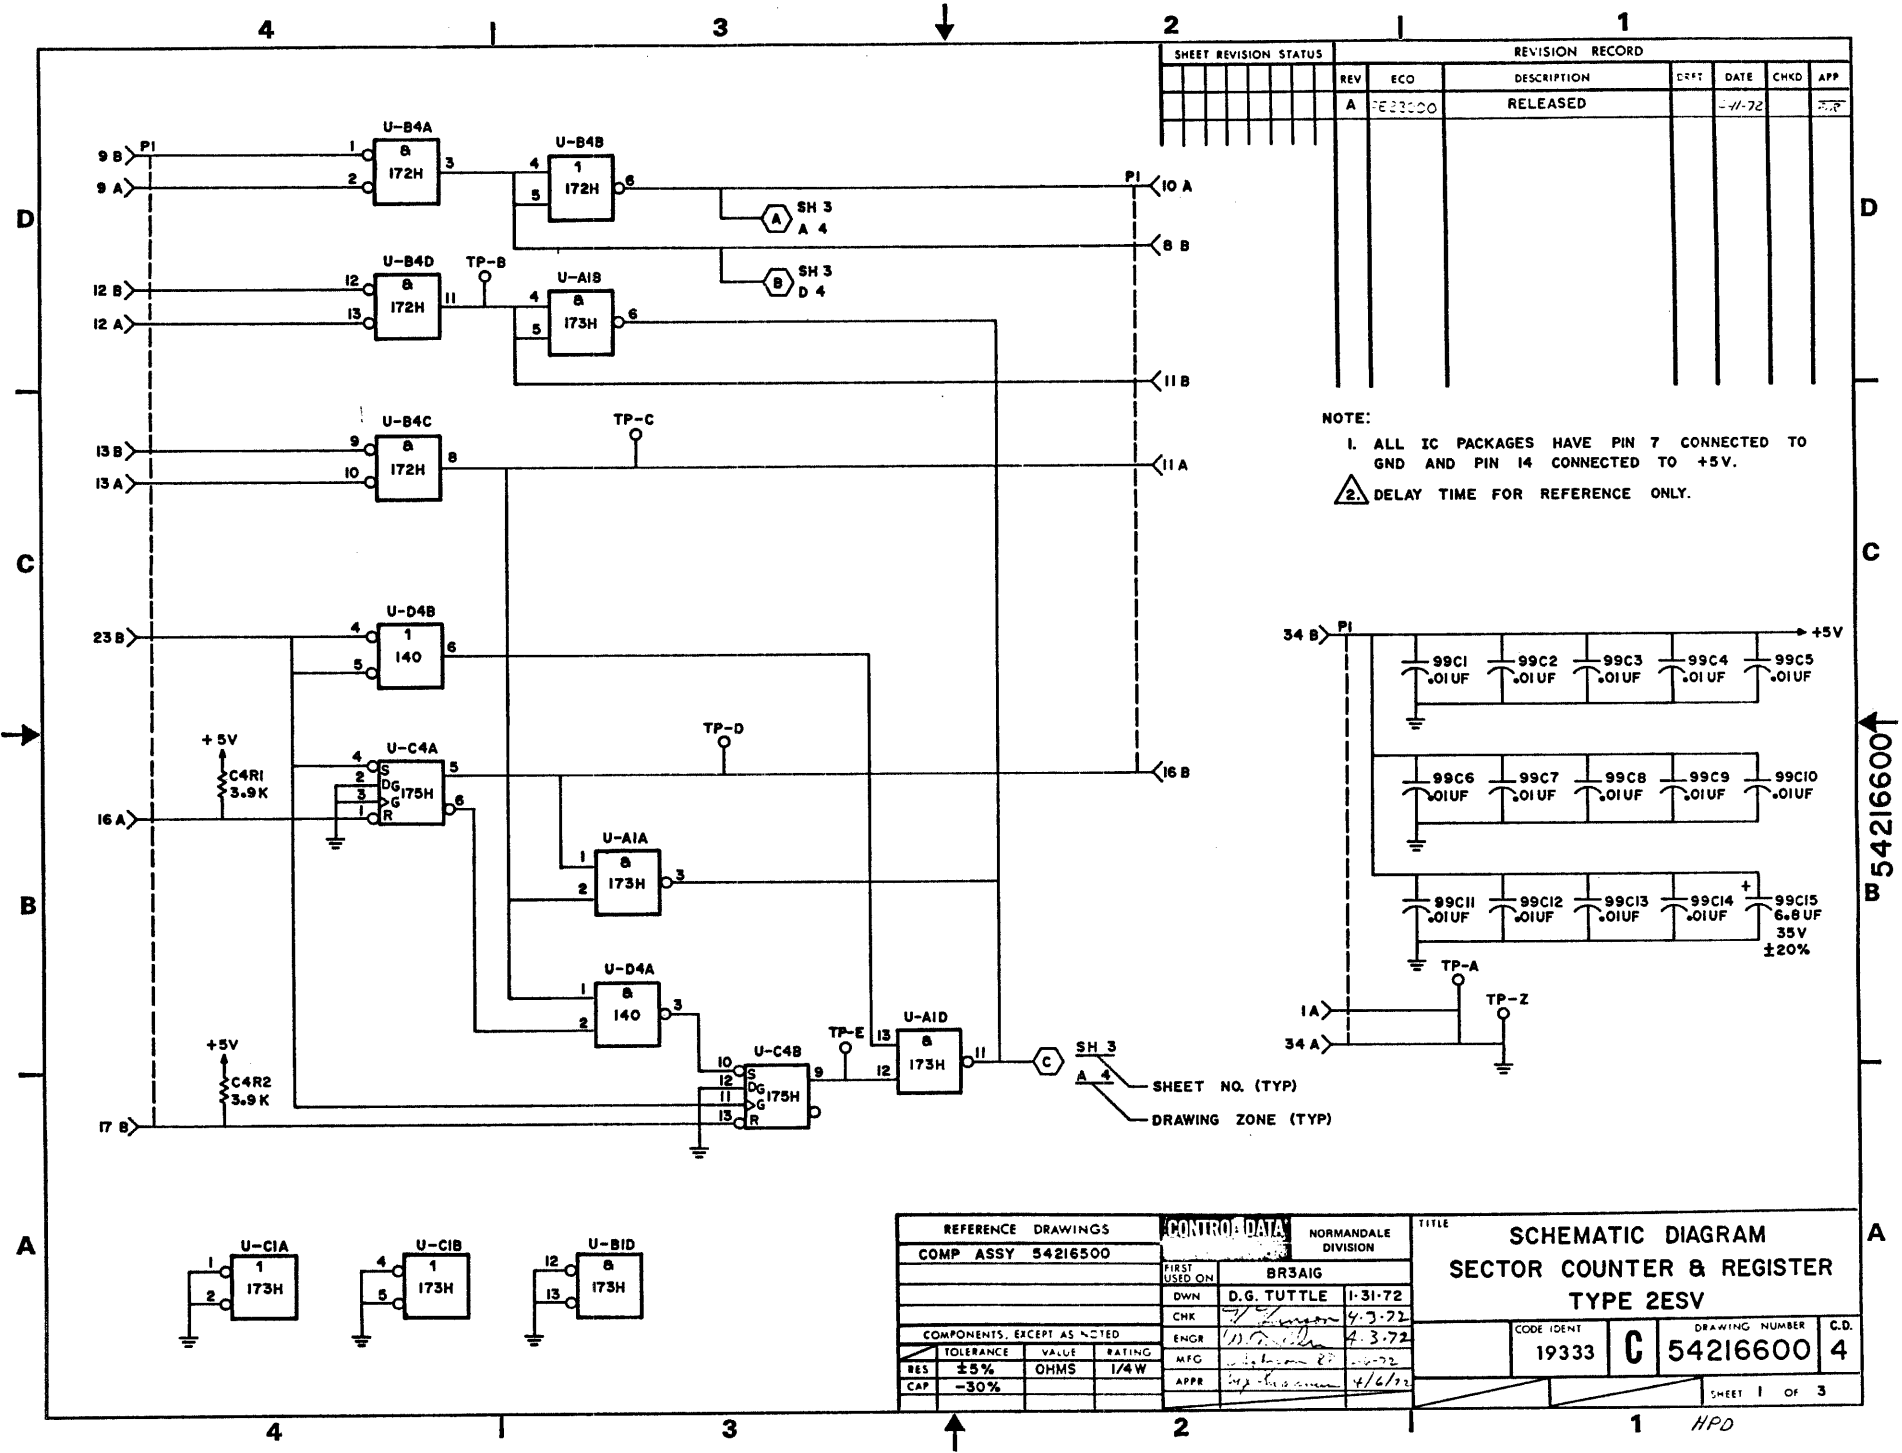 4 3 2 1
SHEET REVISION STATUS
REVISION RECORD
REV ECO DESCRIPTION DATE CHKD APP
A RELEASED
D
C
B
A
U-B4A
& 172H
9 B P1 1
9 A 2
3
U-B4B
1 172H
4
5
6
P1
10 A
A SH 3
A 4
8 B
B SH 3
D 4
U-B4D
& 172H
12 B 12
12 A 13
11
TP-B
U-A1B
& 173H
4
5
6
11 B
U-B4C
& 172H
13 B 9
13 A 10
8
TP-C
11 A
NOTE:
1. ALL IC PACKAGES HAVE PIN 7 CONNECTED TO
GND AND PIN 14 CONNECTED TO +5V.
2. DELAY TIME FOR REFERENCE ONLY.
U-D4B
1 140
23 B 4
5
6
+5V
C4R1
3.9K
16 A
U-C4A
175H
4 S
2 DG
3 G
1 R
5
6
TP-D
16 B
U-A1A
& 173H
1
2
3
U-D4A
& 140
1
2
3
+5V
C4R2
3.9K
17 B
U-C4B
175H
10 S
12 DG
11 G
13 R
9
TP-E
U-A1D
& 173H
13
12
11
C SH 3
A 4
SHEET NO. (TYP)
DRAWING ZONE (TYP)
34 B P1 +5V
99C1 .01UF
99C2 .01UF
99C3 .01UF
99C4 .01UF
99C5 .01UF
99C6 .01UF
99C7 .01UF
99C8 .01UF
99C9 .01UF
99C10 .01UF
99C11 .01UF
99C12 .01UF
99C13 .01UF
99C14 .01UF
+ 99C15 6.8UF
35V
±20%
TP-A
TP-Z
1A
34 A
54216600
U-C1A
1 173H
1
2
U-C1B
1 173H
4
5
U-B1D
& 173H
12
13
REFERENCE DRAWINGS
COMP ASSY 54216500
COMPONENTS, EXCEPT AS NOTED
TOLERANCE VALUE RATING
RES ±5% OHMS 1/4W
CAP -30%
CONTROL DATA
NORMANDALE
DIVISION
FIRST USED ON BR3A1G
DWN D.G. TUTTLE 1-31-72
CHK 4-3-72
ENGR 4-3-72
MFG
APPR 4/6/72
TITLE
SCHEMATIC DIAGRAM
SECTOR COUNTER & REGISTER
TYPE 2ESV
CODE IDENT 19333
C
DRAWING NUMBER 54216600
C.D. 4
SHEET 1 OF 3
D
C
B
A
4 3 2 1
HPD